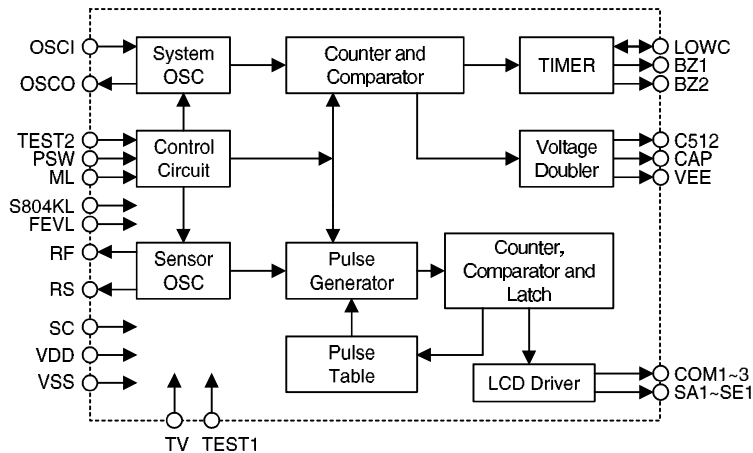 OSCI
OSCO
TEST2
PSW
ML
S804KL
FEVL
RF
RS
SC
VDD
VSS
TV
TEST1
System
OSC
Control
Circuit
Sensor
OSC
Counter and
Comparator
Pulse
Generator
Pulse
Table
Counter,
Comparator and
Latch
TIMER
Voltage
Doubler
LCD Driver
LOWC
BZ1
BZ2
C512
CAP
VEE
COM1~3
SA1~SE1